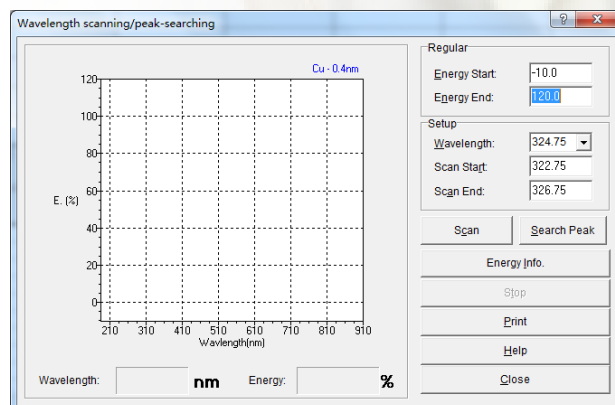 Wavelength scanning/peak-searching
Cu - 0.4nm
120
100
80
60
40
20
0
E. (%)
210 310 410 510 610 710 810 910
Wavelength(nm)
Wavelength: nm Energy: %
Regular
Energy Start: -10.0
Energy End: 120.0
Setup
Wavelength: 324.75
Scan Start: 322.75
Scan End: 326.75
Scan Search Peak
Energy Info.
Stop
Print
Help
Close